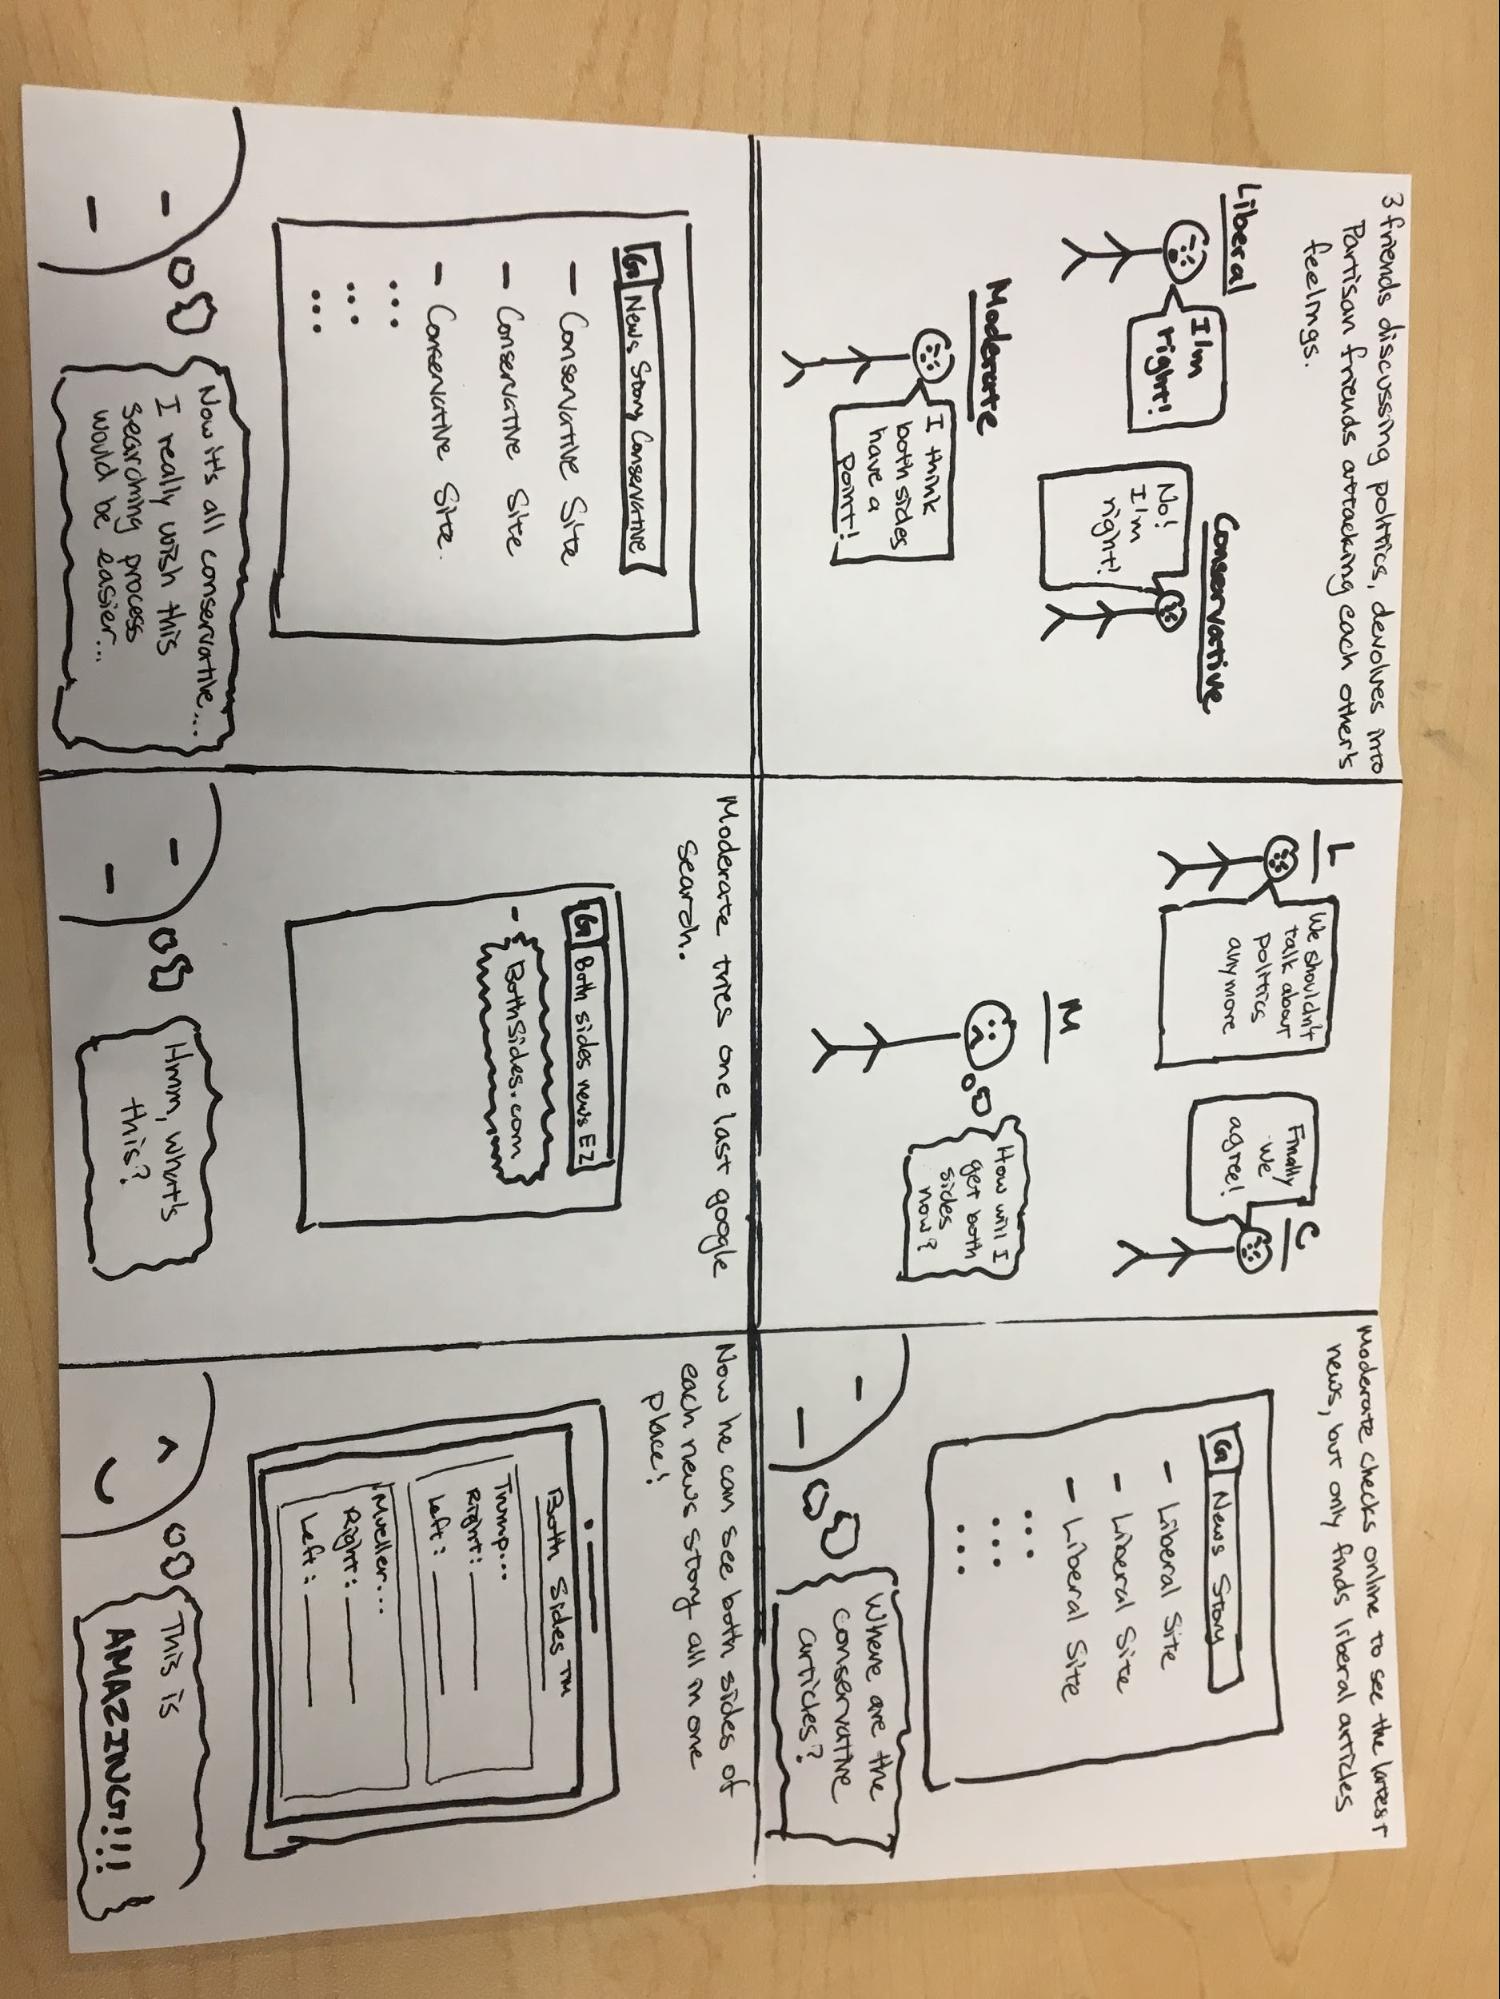 3 friends discussing politics, devolves into
Partisan friends attacking each other's
feelings.
Liberal
I'm
right!
Conservative
No!
I'm
right!
Moderate
I think
both sides
have a
point!
L
We shouldn't
talk about
politics
anymore
C
Finally
we
agree!
M
How will I
get both
sides
now?
Moderate checks online to see the latest
news, but only finds liberal articles
G News Story
- Liberal Site
- Liberal Site
- Liberal Site
...
...
...
Where are the
conservative
articles?
G News Story Conservative
- Conservative Site
- Conservative Site
- Conservative Site.
...
...
...
Now it's all conservative...
I really wish this
searching process
would be easier...
Moderate tries one last google
search.
G Both sides news EZ
- BothSides.com
Hmm, what's
this?
Now he can see both sides of
each news story all in one
place!
Both Sides™
Trump...
Right:
Left:
Mueller...
Right:
Left:
This is
AMAZING!!!